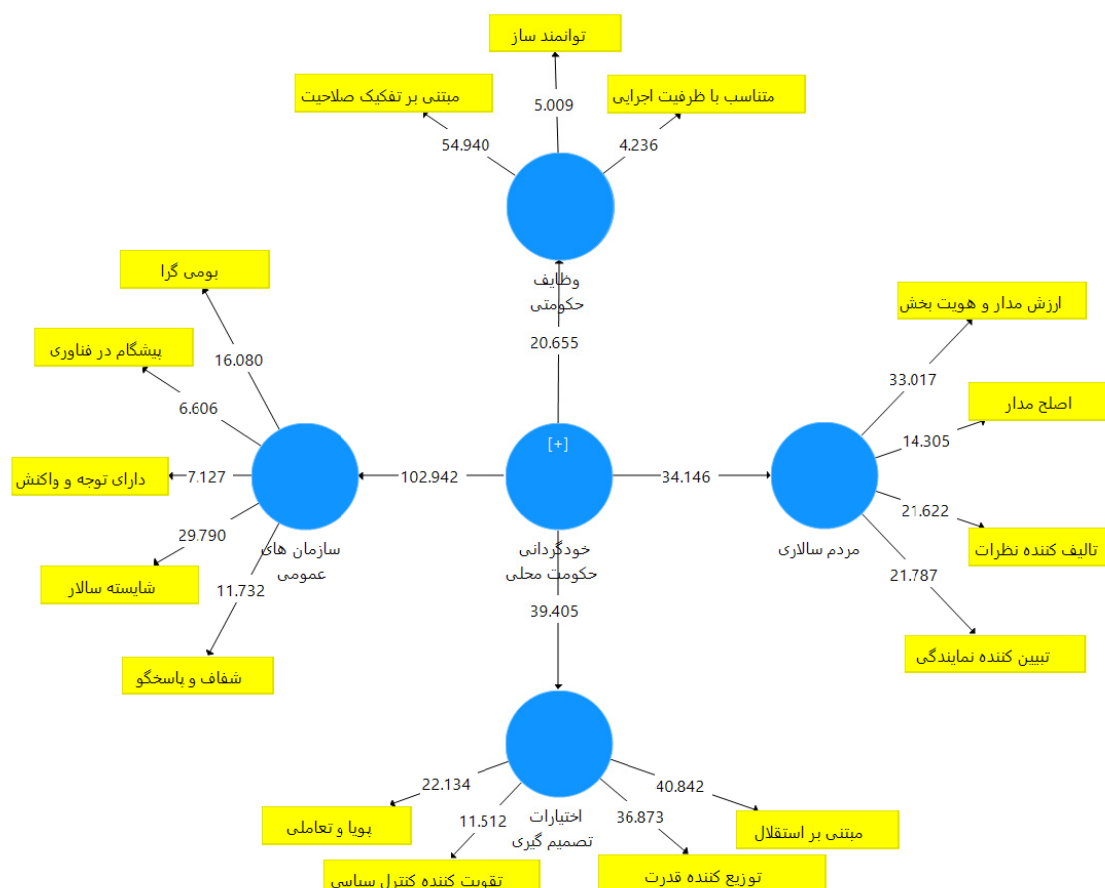 توانمند ساز
مبتنی بر تفکیک صلاحیت
متناسب با ظرفیت اجرایی
5.009
54.940
4.236
وظایف
حکومتی
20.655
بومی گرا
پیشگام در فناوری
دارای توجه و واکنش
شایسته سالار
شفاف و پاسخگو
16.080
6.606
7.127
29.790
11.732
سازمان های
عمومی
102.942
[+]
خودگردانی
حکومت محلی
34.146
39.405
مردم سالاری
ارزش مدار و هویت بخش
اصلح مدار
تالیف کننده نظرات
تبیین کننده نمایندگی
33.017
14.305
21.622
21.787
اختیارات
تصمیم گیری
22.134
11.512
36.873
40.842
پویا و تعاملی
تقویت کننده کنترل سیاسی
توزیع کننده قدرت
مبتنی بر استقلال